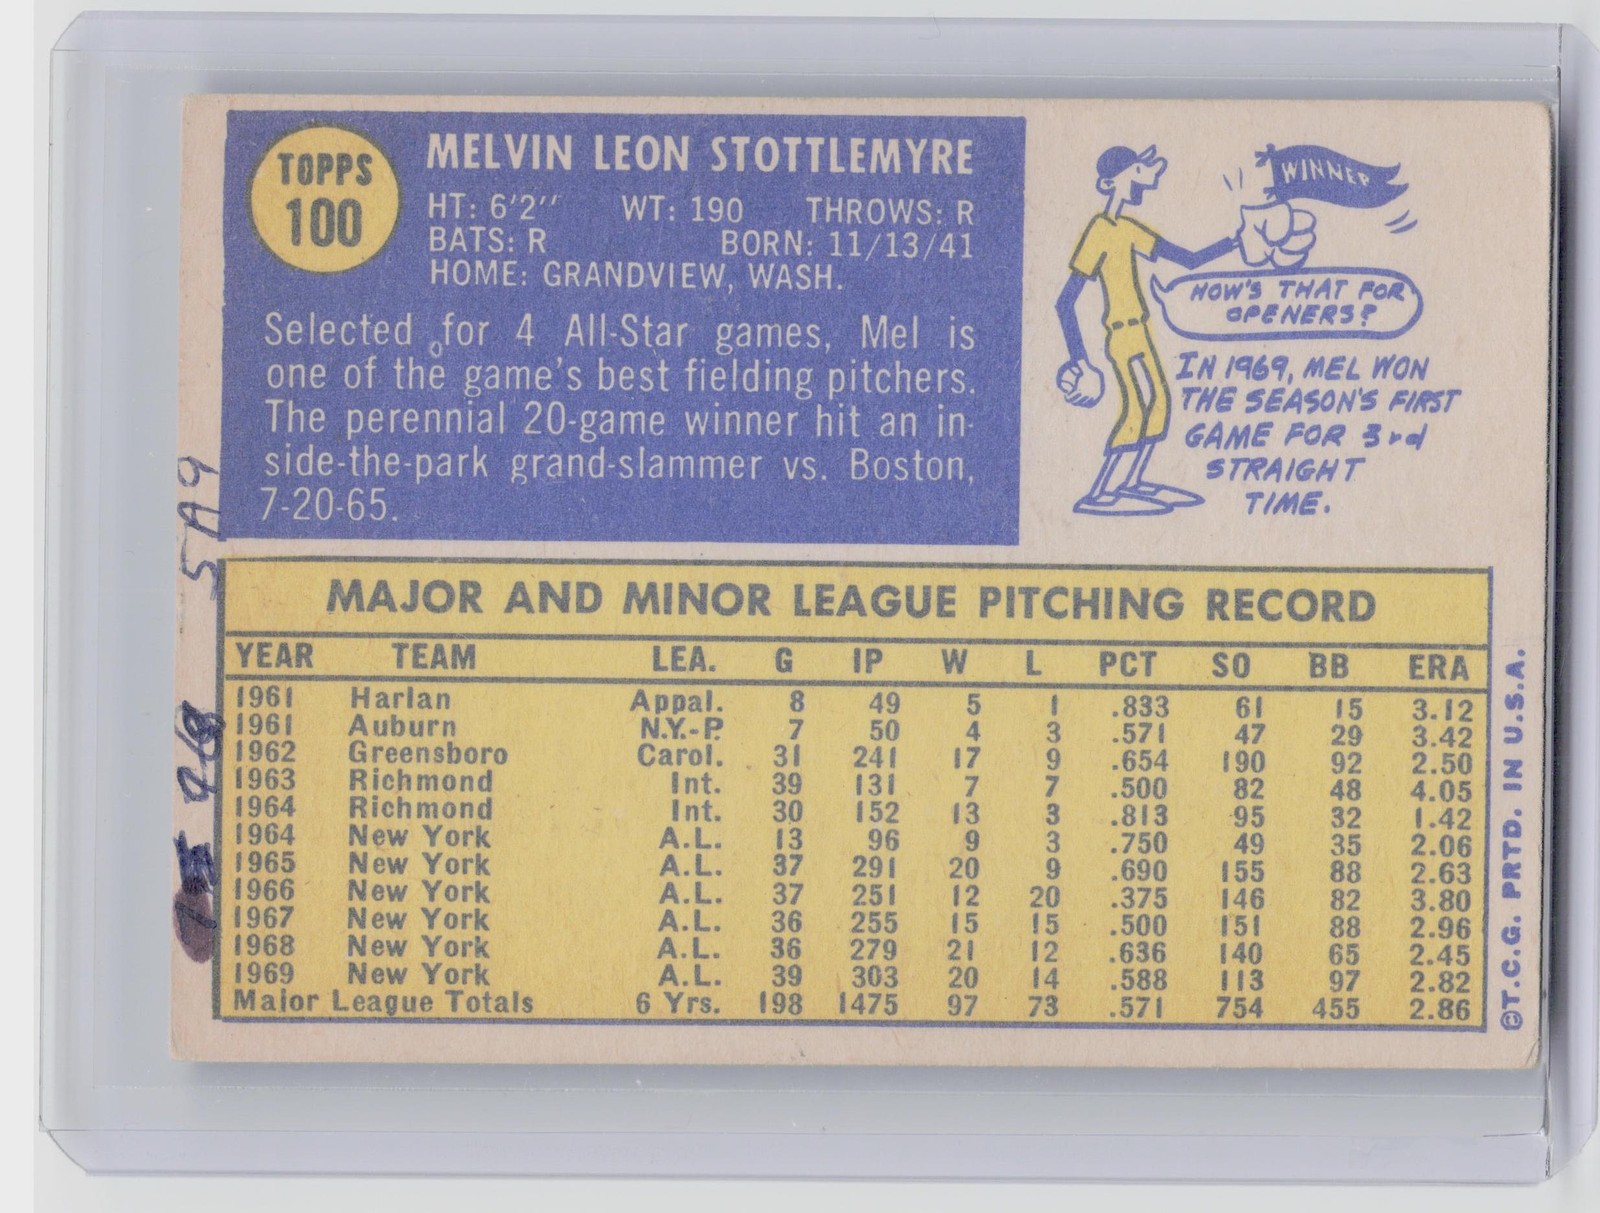 TOPPS
100
MELVIN LEON STOTTLEMYRE
HT: 6'2" WT: 190 THROWS: R
BATS: R BORN: 11/13/41
HOME: GRANDVIEW, WASH.
Selected for 4 All-Star games, Mel is
one of the game's best fielding pitchers.
The perennial 20-game winner hit an in-
side-the-park grand-slammer vs. Boston,
7-20-65.
WINNER
HOW'S THAT FOR
OPENERS?
IN 1969, MEL WON
THE SEASON'S FIRST
GAME FOR 3rd
STRAIGHT
TIME.
MAJOR AND MINOR LEAGUE PITCHING RECORD
YEAR TEAM LEA. G IP W L PCT SO BB ERA
1961 Harlan Appal. 8 49 5 1 .833 61 15 3.12
1961 Auburn N.Y.-P. 7 50 4 3 .571 47 29 3.42
1962 Greensboro Carol. 31 241 17 9 .654 190 92 2.50
1963 Richmond Int. 39 131 7 7 .500 82 48 4.05
1964 Richmond Int. 30 152 13 3 .813 95 32 1.42
1964 New York A.L. 13 96 9 3 .750 49 35 2.06
1965 New York A.L. 37 291 20 9 .690 155 88 2.63
1966 New York A.L. 37 251 12 20 .375 146 82 3.80
1967 New York A.L. 36 255 15 15 .500 151 88 2.96
1968 New York A.L. 36 279 21 12 .636 140 65 2.45
1969 New York A.L. 39 303 20 14 .588 113 97 2.82
Major League Totals 6 Yrs. 198 1475 97 73 .571 754 455 2.86
©T.C.G. PRTD. IN U.S.A.